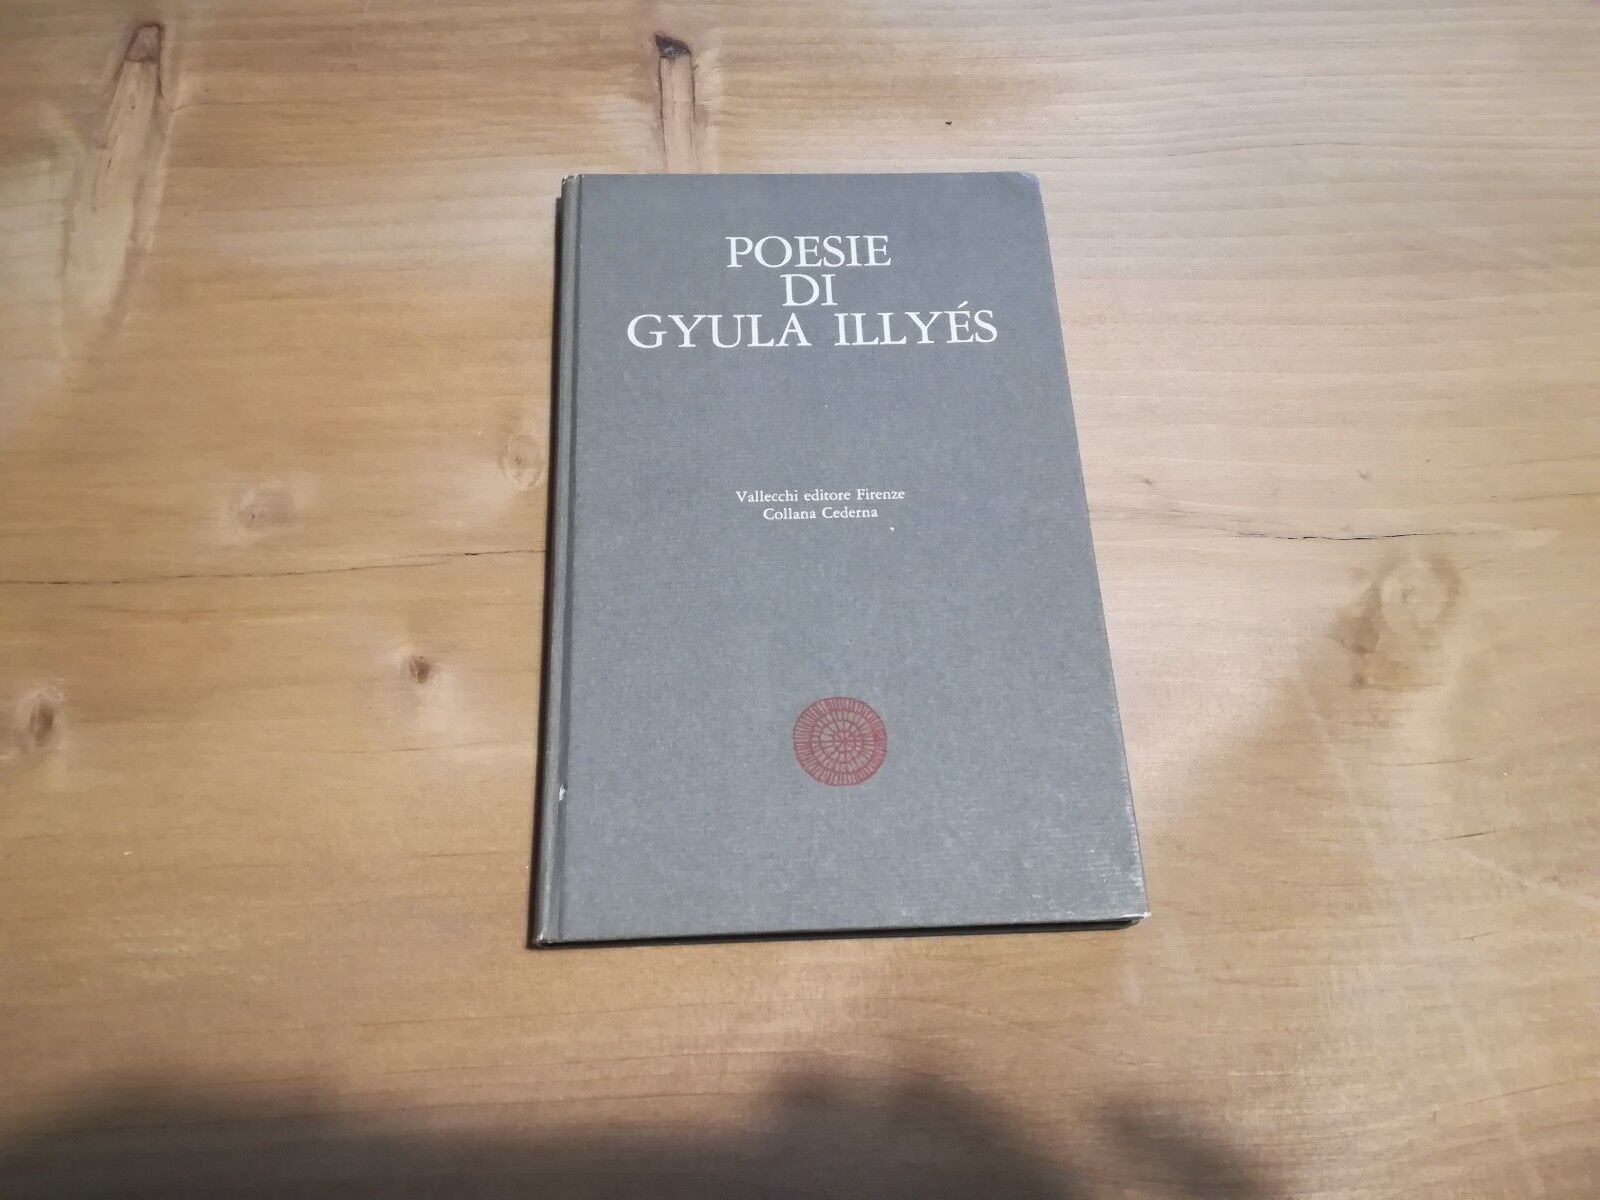 POESIE
DI
GYULA ILLYÉS
Vallecchi editore Firenze
Collana Cederna